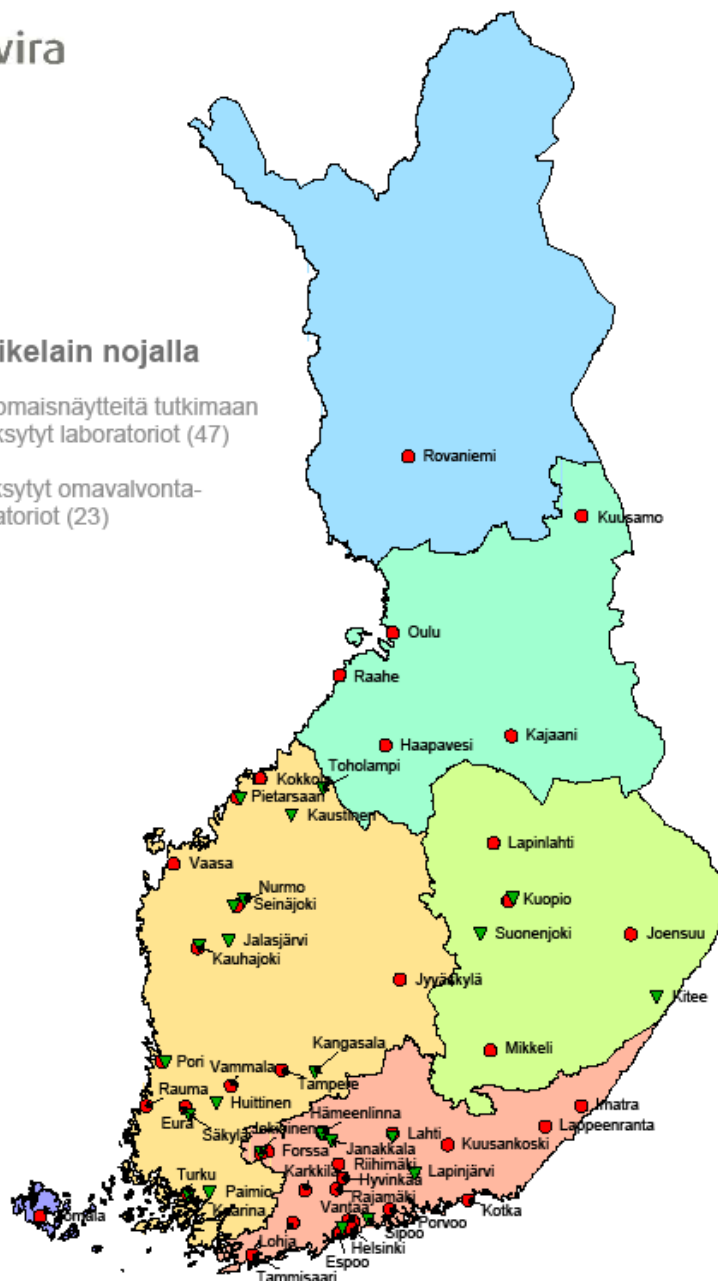 vira
ikelain nojalla
omaisnäytteitä tutkimaan
ksytyt laboratoriot (47)
ksytyt omavalvonta-
ratoriot (23)
Rovaniemi
Kuusamo
Oulu
Raahe
Kajaani
Haapavesi
Toholampi
Kokkola
Pietarsaari
Kaustinen
Lapinlahti
Vaasa
Nurmo
Kuopio
Seinäjoki
Suonenjoki
Joensuu
Jalasjärvi
Kauhajoki
Jyväskylä
Kitee
Kangasala
Mikkeli
Pori
Vammala
Tampere
Rauma
Huittinen
Hämeenlinna
Imatra
Eura
Säkylä
Jokioinen
Lahti
Lappeenranta
Forssa
Janakkala
Kuusankoski
Riihimäki
Turku
Paimio
Karkkila
Hyvinkää
Lapinjärvi
Kaarina
Rajamäki
Kotka
Jomala
Vantaa
Porvoo
Lohja
Sipoo
Helsinki
Espoo
Tammisaari